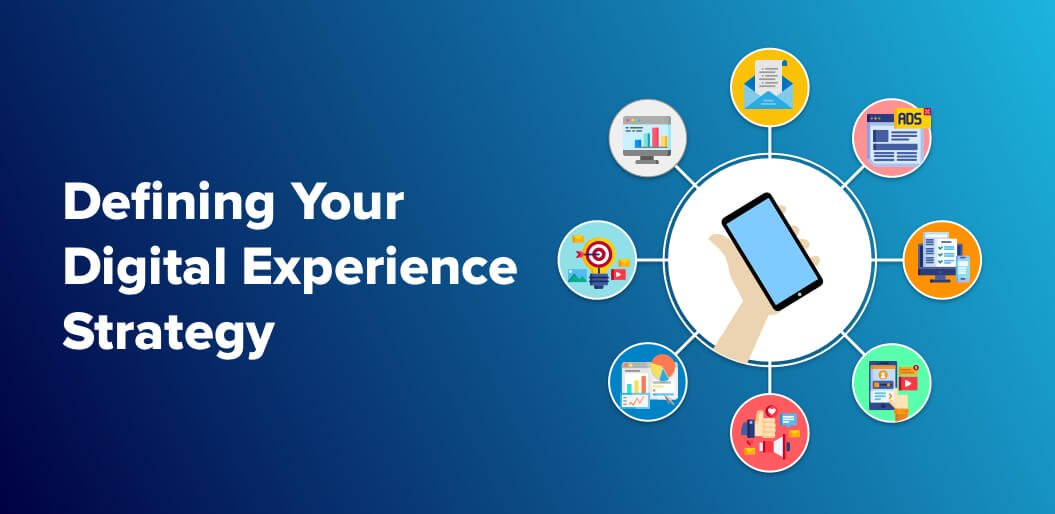 Defining Your
Digital Experience
Strategy
ADS